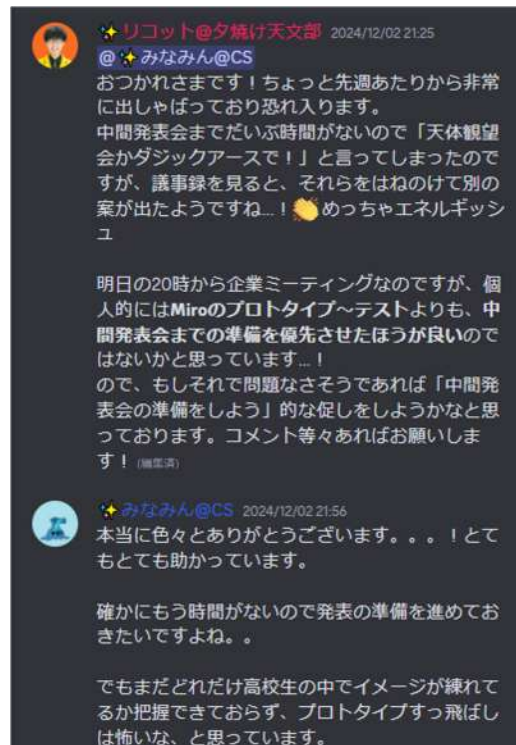 ✨リコット@夕焼け天文部 2024/12/02 21:25
@✨みなみん@CS
おつかれさまです！ちょっと先週あたりから非常
に出しゃばっており恐れ入ります。
中間発表会までだいぶ時間がないので「天体観望
会かダジックアースで！」と言ってしまったので
すが、議事録を見ると、それらをはねのけて別の
案が出たようですね...！👏めっちゃエネルギッシ
ュ
明日の20時から企業ミーティングなのですが、個
人的にはMiroのプロトタイプ～テストよりも、中
間発表会までの準備を優先させたほうが良いので
はないかと思っています...！
ので、もしそれで問題なさそうであれば「中間発
表会の準備をしよう」的な促しをしようかなと思
っております。コメント等々あればお願いしま
す！ (編集済)
✨みなみん@CS 2024/12/02 21:56
本当に色々とありがとうございます。。。！とて
もとても助かっています。
確かにもう時間がないので発表の準備を進めてお
きたいですよね。。
でもまだどれだけ高校生の中でイメージが練れて
るか把握できておらず、プロトタイプすっ飛ばし
は怖いな、と思っています。